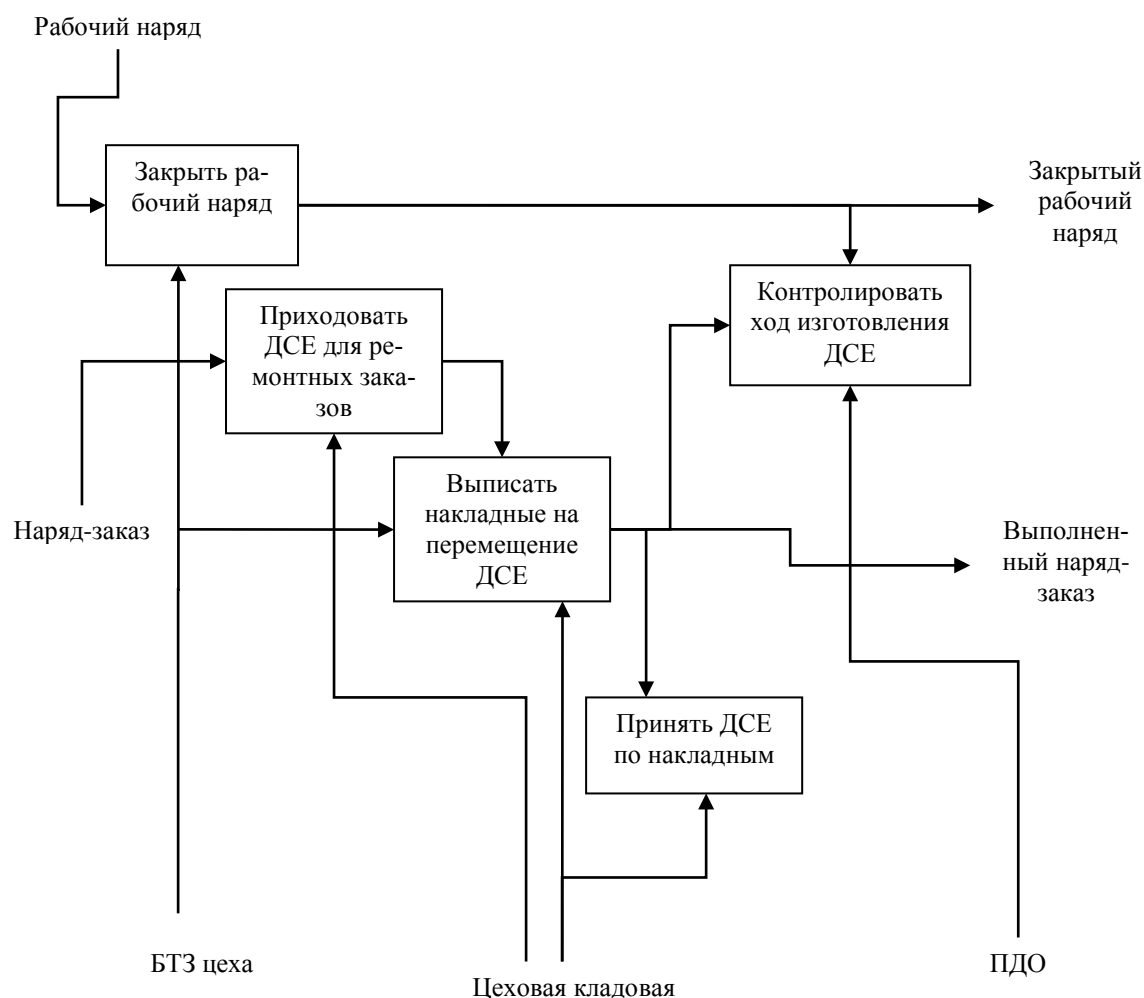 Рабочий наряд
Закрыть ра-
бочий наряд
Закрытый
рабочий
наряд
Приходовать
ДСЕ для ре-
монтных зака-
зов
Контролировать
ход изготовления
ДСЕ
Выписать
накладные на
перемещение
ДСЕ
Наряд-заказ
Выполнен-
ный наряд-
заказ
Принять ДСЕ
по накладным
БТЗ цеха
Цеховая кладовая
ПДО